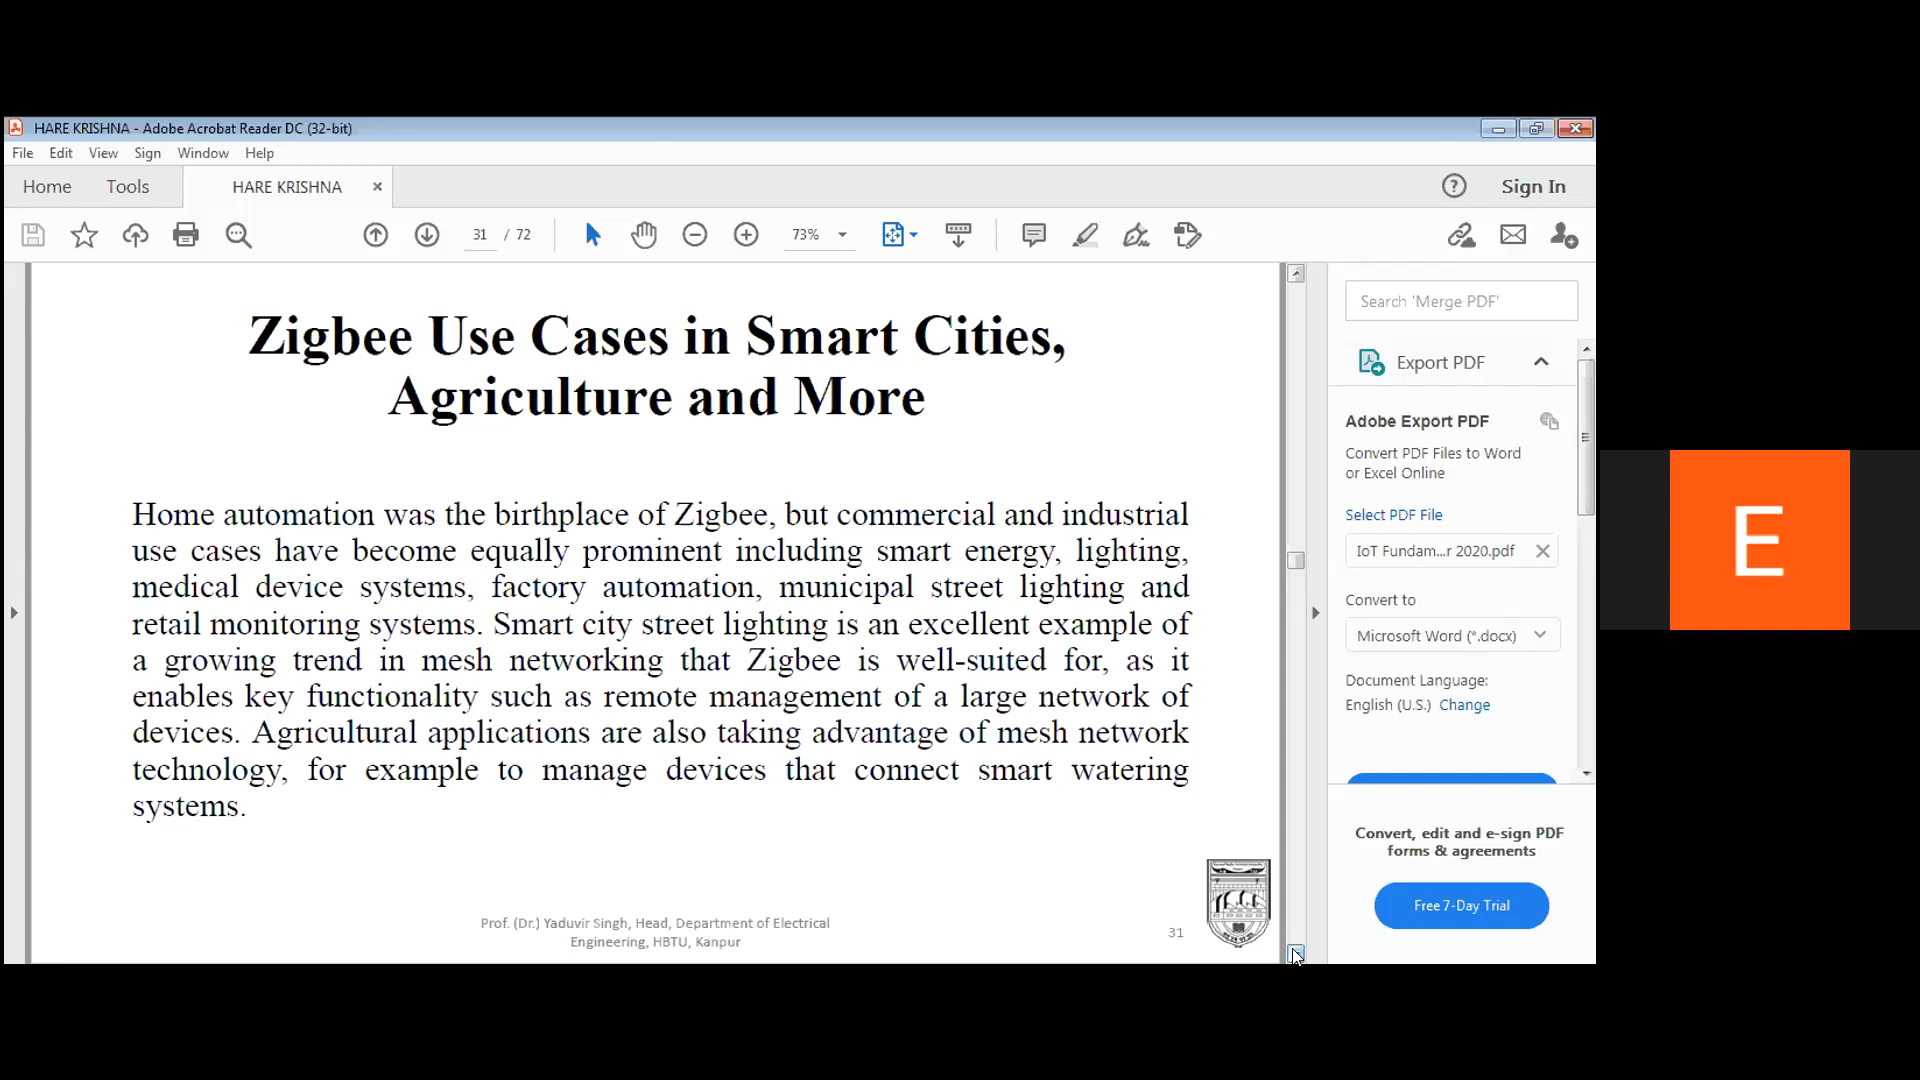 HARE KRISHNA - Adobe Acrobat Reader DC (32-bit)
File Edit View Sign Window Help
Home Tools HARE KRISHNA × Sign In
31 / 72 73%
Zigbee Use Cases in Smart Cities,
Agriculture and More
Home automation was the birthplace of Zigbee, but commercial and industrial
use cases have become equally prominent including smart energy, lighting,
medical device systems, factory automation, municipal street lighting and
retail monitoring systems. Smart city street lighting is an excellent example of
a growing trend in mesh networking that Zigbee is well-suited for, as it
enables key functionality such as remote management of a large network of
devices. Agricultural applications are also taking advantage of mesh network
technology, for example to manage devices that connect smart watering
systems.
Prof. (Dr.) Yaduvir Singh, Head, Department of Electrical
Engineering, HBTU, Kanpur
31
Search 'Merge PDF'
Export PDF
Adobe Export PDF
Convert PDF Files to Word
or Excel Online
Select PDF File
IoT Fundam...r 2020.pdf
Convert to
Microsoft Word (*.docx)
Document Language:
English (U.S.) Change
Convert, edit and e-sign PDF
forms & agreements
Free 7-Day Trial
E